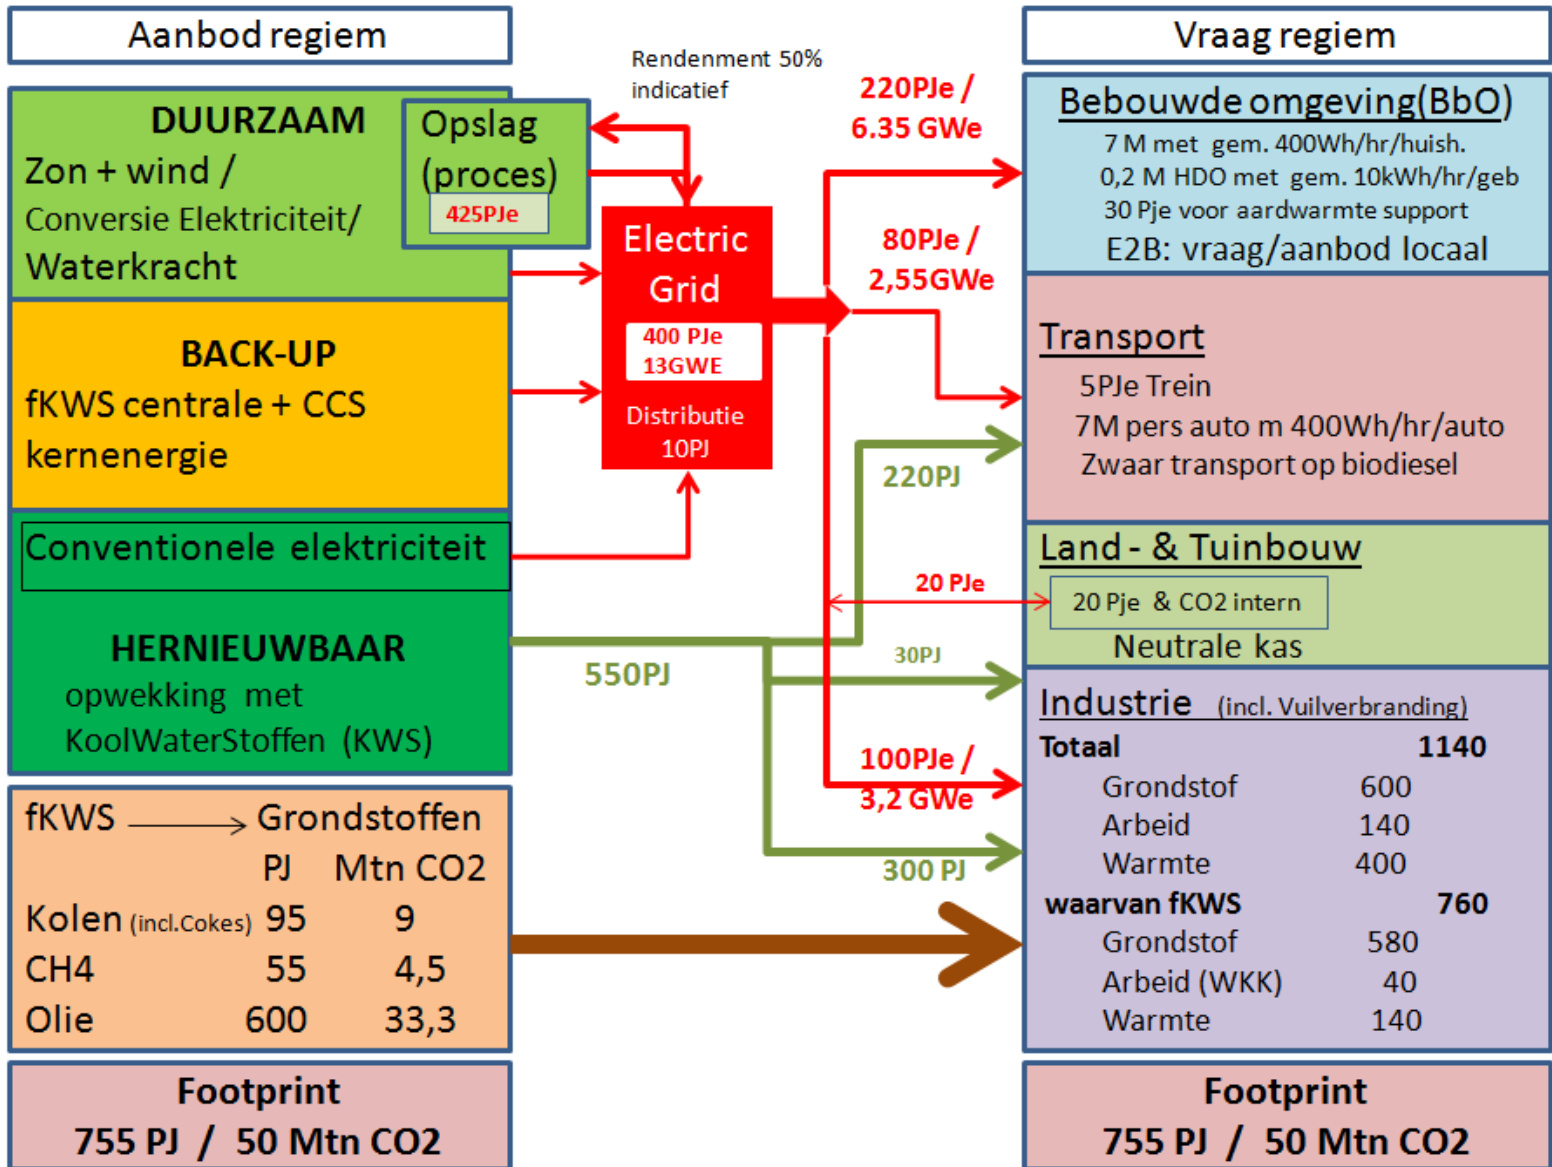 Aanbod regiem
DUURZAAM
Zon + wind /
Conversie Elektriciteit/
Waterkracht
Opslag
(proces)
425PJe
BACK-UP
fKWS centrale + CCS
kernenergie
Conventionele elektriciteit
HERNIEUWBAAR
opwekking met
KoolWaterStoffen (KWS)
fKWS Grondstoffen
PJ Mtn CO2
Kolen (incl.Cokes) 95 9
CH4 55 4,5
Olie 600 33,3
Footprint
755 PJ / 50 Mtn CO2
Rendenment 50%
indicatief
Electric
Grid
400 PJe
13GWE
Distributie
10PJ
220PJe /
6.35 GWe
80PJe /
2,55GWe
220PJ
20 PJe
550PJ
30PJ
100PJe /
3,2 GWe
300 PJ
Vraag regiem
Bebouwde omgeving(BbO)
7 M met gem. 400Wh/hr/huish.
0,2 M HDO met gem. 10kWh/hr/geb
30 Pje voor aardwarmte support
E2B: vraag/aanbod locaal
Transport
5PJe Trein
7M pers auto m 400Wh/hr/auto
Zwaar transport op biodiesel
Land - & Tuinbouw
20 Pje & CO2 intern
Neutrale kas
Industrie (incl. Vuilverbranding)
Totaal 1140
Grondstof 600
Arbeid 140
Warmte 400
waarvan fKWS 760
Grondstof 580
Arbeid (WKK) 40
Warmte 140
Footprint
755 PJ / 50 Mtn CO2